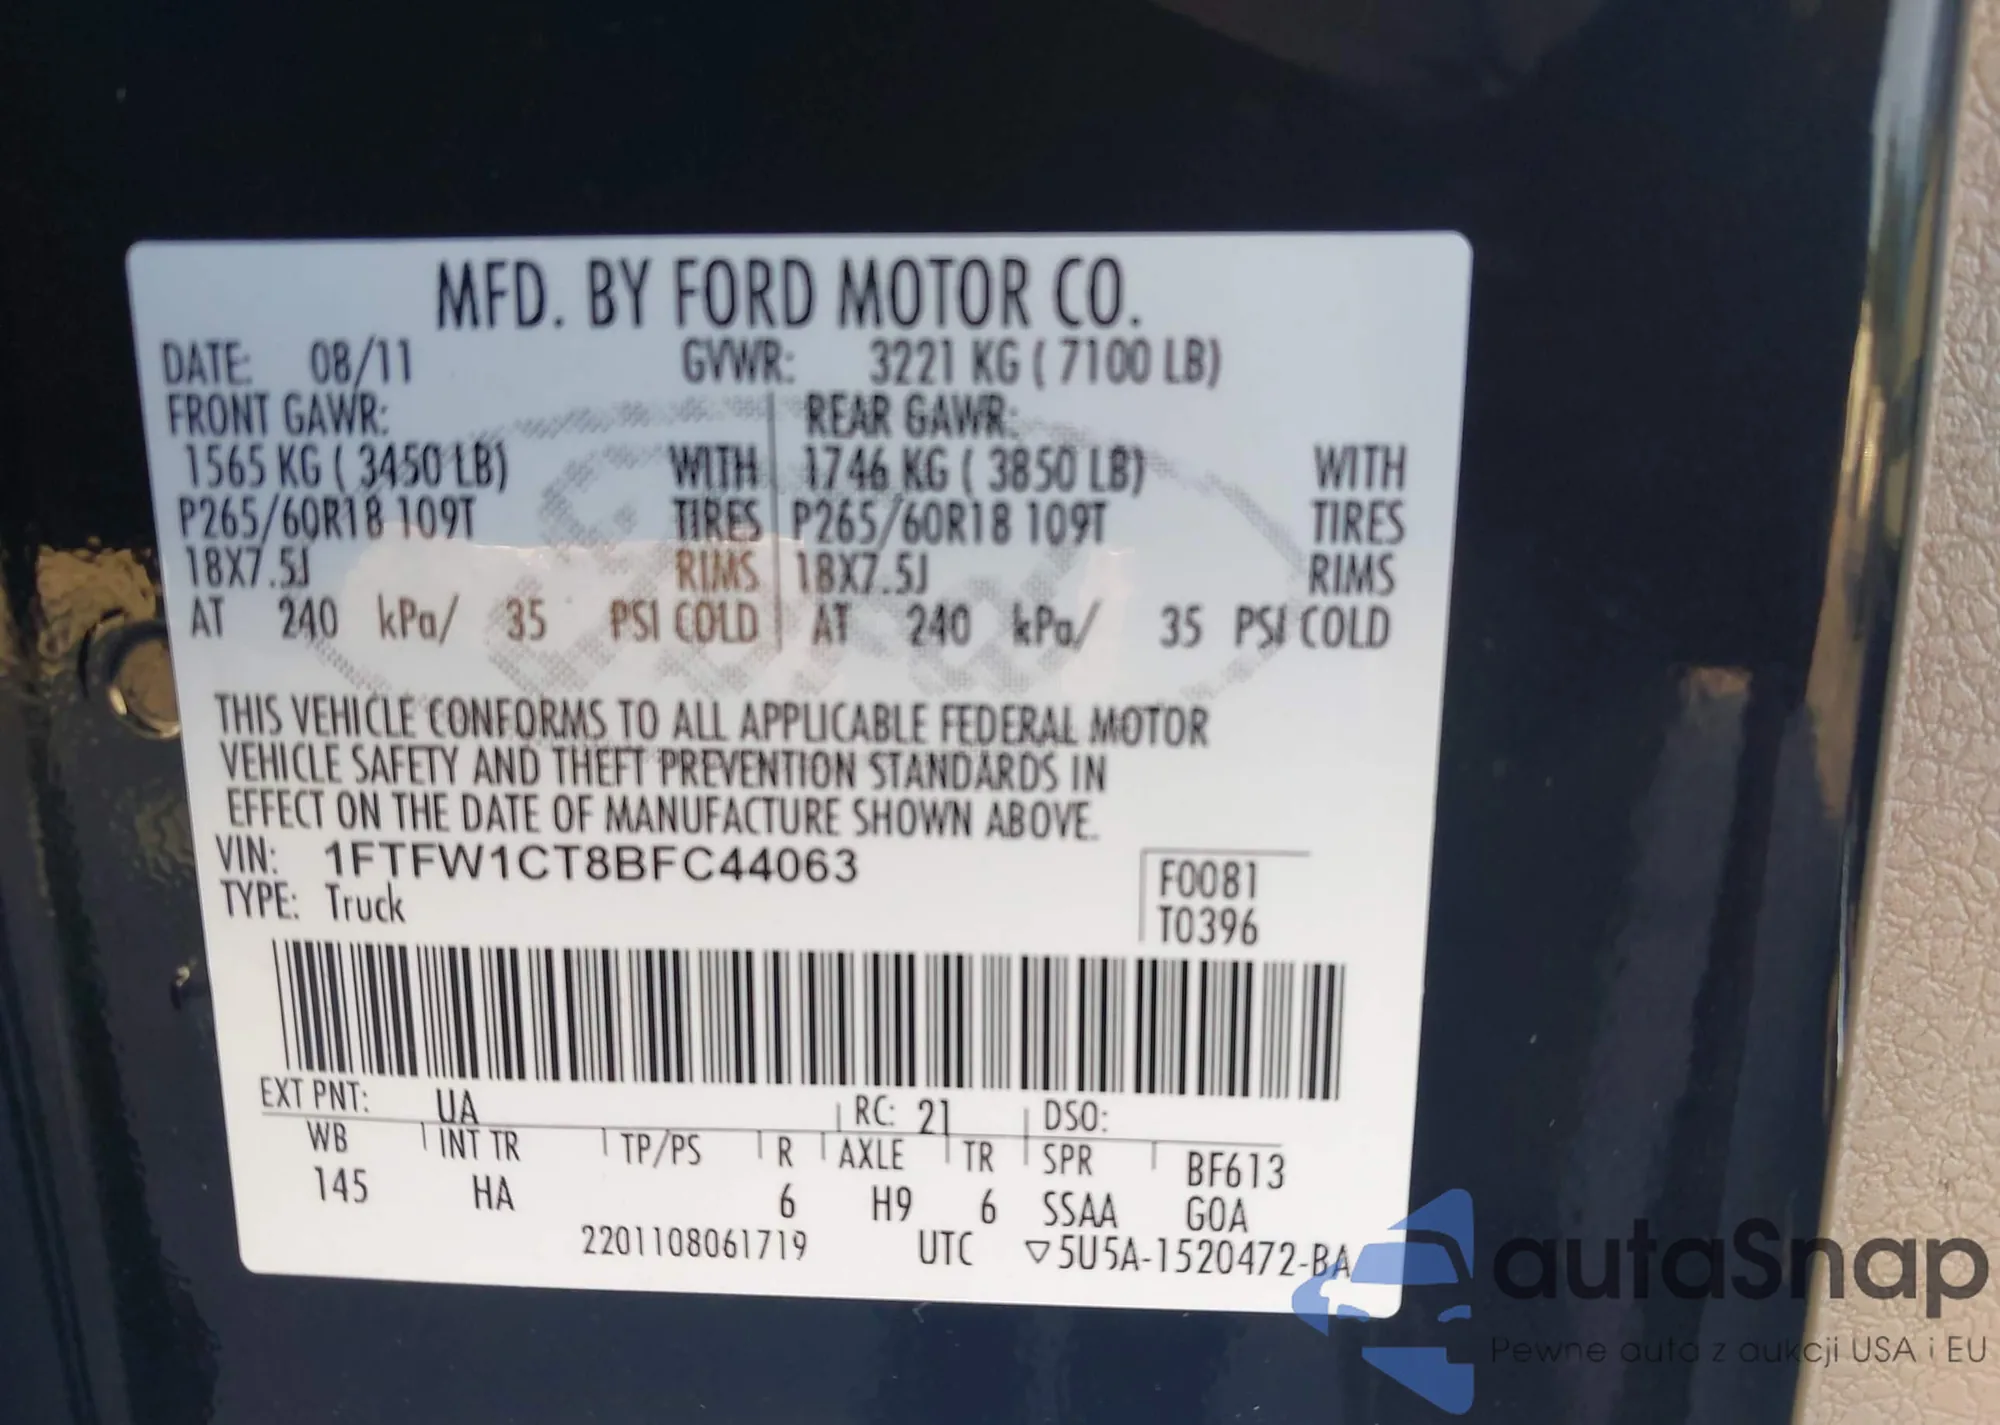 MFD. BY FORD MOTOR CO.
DATE: 08/11 GVWR: 3221 KG ( 7100 LB)
FRONT GAWR: REAR GAWR:
1565 KG ( 3450 LB) WITH 1746 KG ( 3850 LB) WITH
P265/60R18 109T TIRES P265/60R18 109T TIRES
18X7.5J RIMS 18X7.5J RIMS
AT 240 kPa/ 35 PSI COLD AT 240 kPa/ 35 PSI COLD
THIS VEHICLE CONFORMS TO ALL APPLICABLE FEDERAL MOTOR
VEHICLE SAFETY AND THEFT PREVENTION STANDARDS IN
EFFECT ON THE DATE OF MANUFACTURE SHOWN ABOVE.
VIN: 1FTFW1CT8BFC44063 F0081
TYPE: Truck T0396
EXT PNT: UA RC: 21 DSO:
WB INT TR TP/PS R AXLE TR SPR BF613
145 HA 6 H9 6 SSAA GOA
2201108061719 UTC ▽5U5A-1520472-BA
autaSnap
Pewne auta z aukcji USA i EU